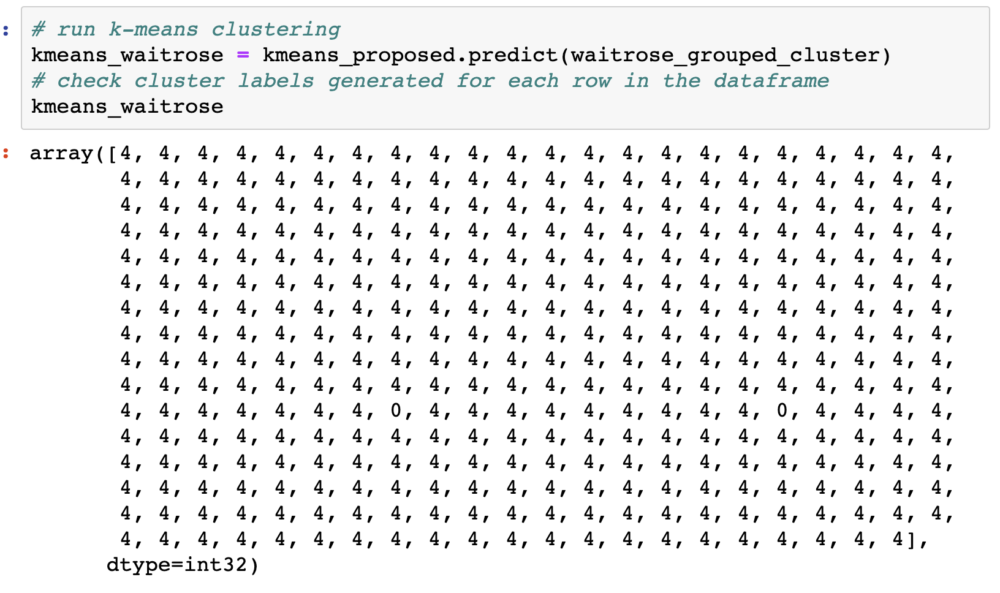 : # run k-means clustering
kmeans_waitrose = kmeans_proposed.predict(waitrose_grouped_cluster)
# check cluster labels generated for each row in the dataframe
kmeans_waitrose
: array([4, 4, 4, 4, 4, 4, 4, 4, 4, 4, 4, 4, 4, 4, 4, 4, 4, 4, 4, 4, 4, 4,
4, 4, 4, 4, 4, 4, 4, 4, 4, 4, 4, 4, 4, 4, 4, 4, 4, 4, 4, 4, 4, 4,
4, 4, 4, 4, 4, 4, 4, 4, 4, 4, 4, 4, 4, 4, 4, 4, 4, 4, 4, 4, 4, 4,
4, 4, 4, 4, 4, 4, 4, 4, 4, 4, 4, 4, 4, 4, 4, 4, 4, 4, 4, 4, 4, 4,
4, 4, 4, 4, 4, 4, 4, 4, 4, 4, 4, 4, 4, 4, 4, 4, 4, 4, 4, 4, 4, 4,
4, 4, 4, 4, 4, 4, 4, 4, 4, 4, 4, 4, 4, 4, 4, 4, 4, 4, 4, 4, 4, 4,
4, 4, 4, 4, 4, 4, 4, 4, 4, 4, 4, 4, 4, 4, 4, 4, 4, 4, 4, 4, 4, 4,
4, 4, 4, 4, 4, 4, 4, 4, 4, 4, 4, 4, 4, 4, 4, 4, 4, 4, 4, 4, 4, 4,
4, 4, 4, 4, 4, 4, 4, 4, 4, 4, 4, 4, 4, 4, 4, 4, 4, 4, 4, 4, 4, 4,
4, 4, 4, 4, 4, 4, 4, 4, 4, 4, 4, 4, 4, 4, 4, 4, 4, 4, 4, 4, 4, 4,
4, 4, 4, 4, 4, 4, 4, 0, 4, 4, 4, 4, 4, 4, 4, 4, 4, 0, 4, 4, 4, 4,
4, 4, 4, 4, 4, 4, 4, 4, 4, 4, 4, 4, 4, 4, 4, 4, 4, 4, 4, 4, 4, 4,
4, 4, 4, 4, 4, 4, 4, 4, 4, 4, 4, 4, 4, 4, 4, 4, 4, 4, 4, 4, 4, 4,
4, 4, 4, 4, 4, 4, 4, 4, 4, 4, 4, 4, 4, 4, 4, 4, 4, 4, 4, 4, 4, 4,
4, 4, 4, 4, 4, 4, 4, 4, 4, 4, 4, 4, 4, 4, 4, 4, 4, 4, 4, 4, 4, 4,
4, 4, 4, 4, 4, 4, 4, 4, 4, 4, 4, 4, 4, 4, 4, 4, 4, 4, 4, 4, 4],
dtype=int32)